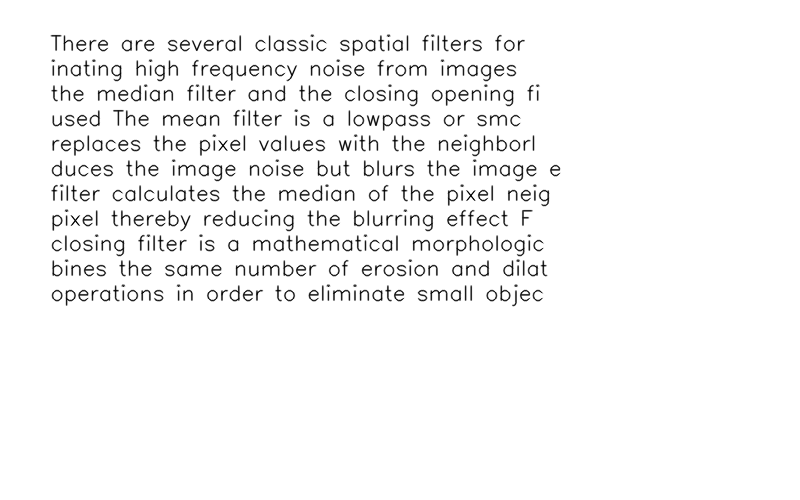 There are several classic spatial filters for
inating high frequency noise from images
the median filter and the closing opening fi
used The mean filter is a lowpass or smc
replaces the pixel values with the neighborl
duces the image noise but blurs the image e
filter calculates the median of the pixel neig
pixel thereby reducing the blurring effect F
closing filter is a mathematical morphologic
bines the same number of erosion and dilat
operations in order to eliminate small objec